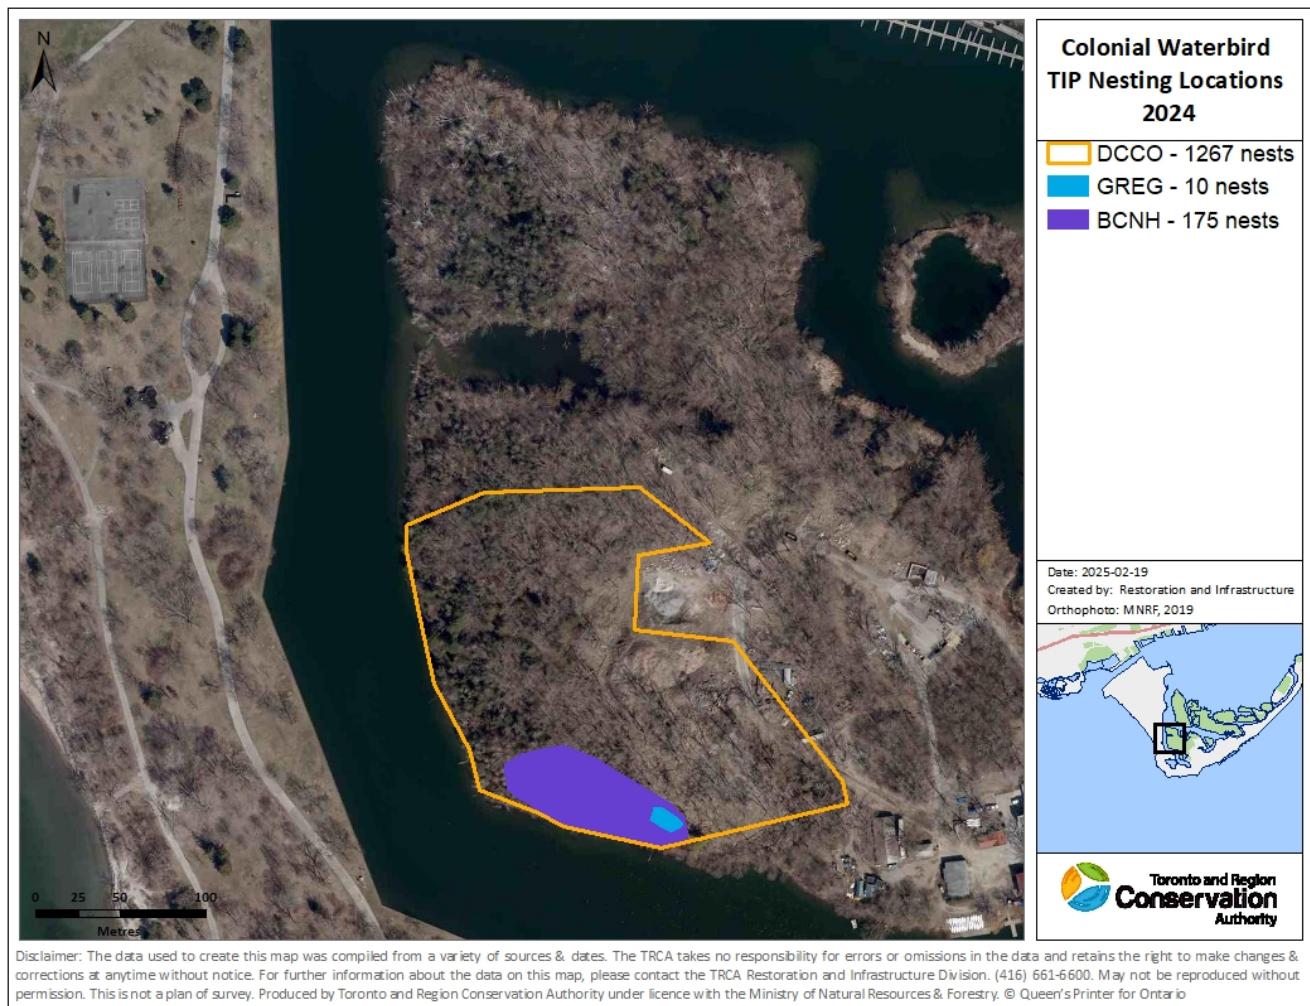 N
Colonial Waterbird
TIP Nesting Locations
2024
DCCO - 1267 nests
GREG - 10 nests
BCNH - 175 nests
Date: 2025-02-19
Created by: Restoration and Infrastructure
Orthophoto: MNRF, 2019
0 25 50 100
Metres
Toronto and Region
Conservation
Authority
Disclaimer: The data used to create this map was compiled from a variety of sources & dates. The TRCA takes no responsibility for errors or omissions in the data and retains the right to make changes &
corrections at anytime without notice. For further information about the data on this map, please contact the TRCA Restoration and Infrastructure Division. (416) 661-6600. May not be reproduced without
permission. This is not a plan of survey. Produced by Toronto and Region Conservation Authority under licence with the Ministry of Natural Resources & Forestry. © Queen's Printer for Ontario